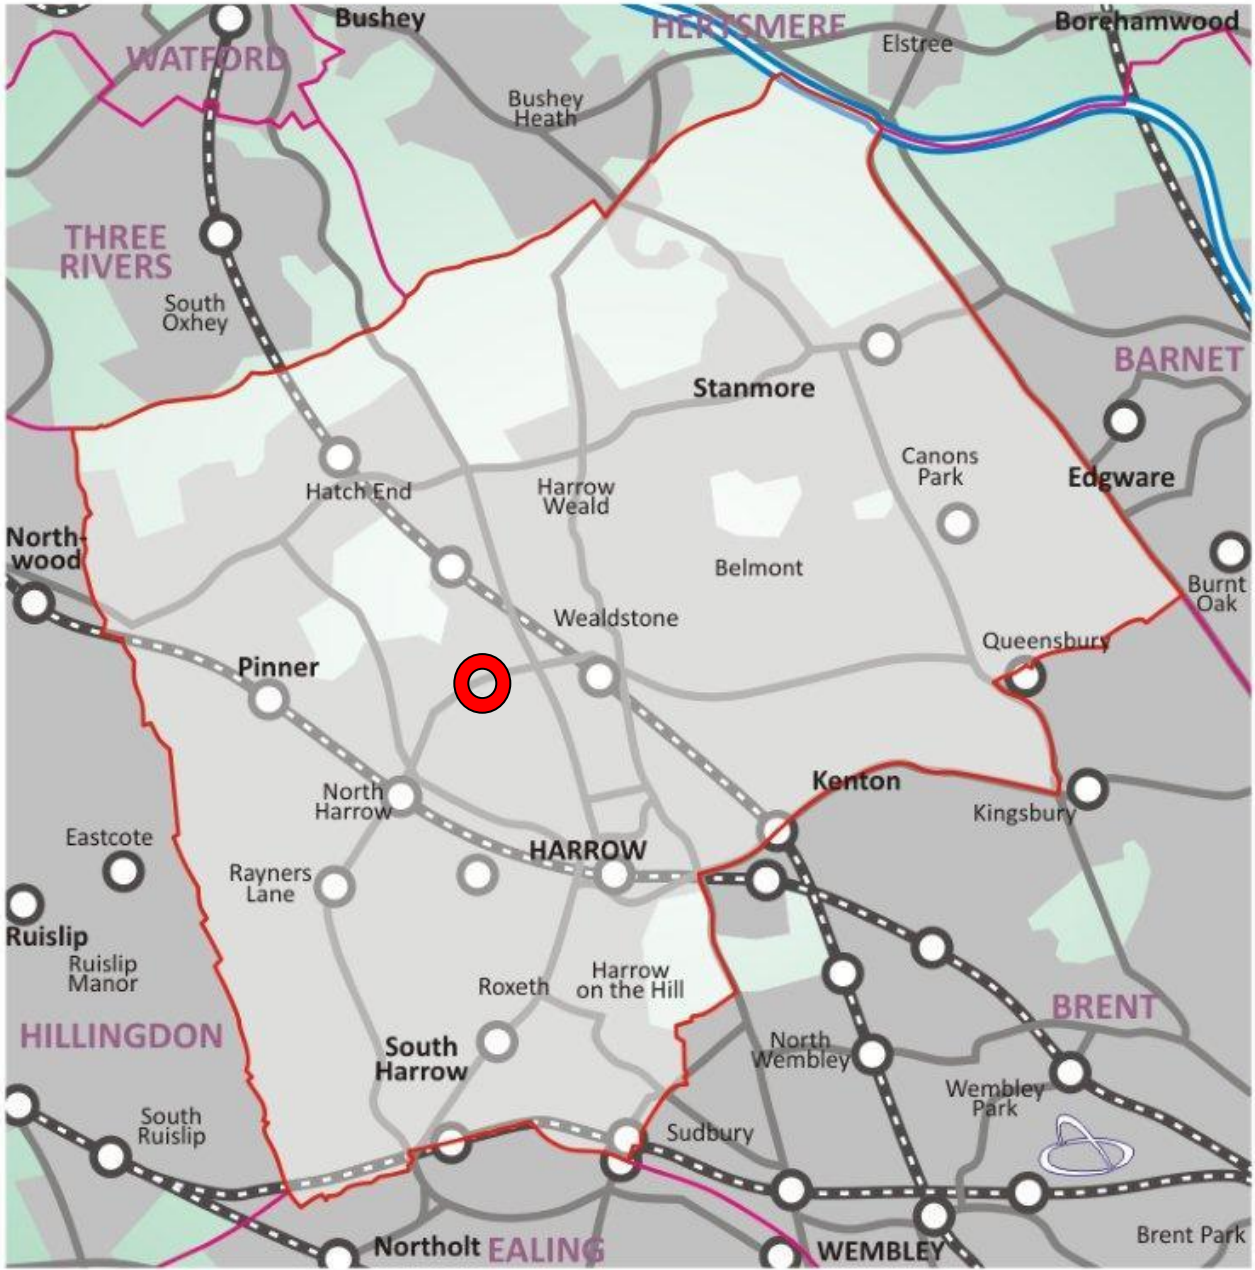 Bushey
HERTSMERE
Borehamwood
WATFORD
Elstree
Bushey
Heath
THREE
RIVERS
South
Oxhey
BARNET
Stanmore
Canons
Park
Edgware
Hatch End
Harrow
Weald
North-
wood
Belmont
Burnt
Oak
Wealdstone
Queensbury
Pinner
Kenton
North
Harrow
Kingsbury
Eastcote
HARROW
Rayners
Lane
Ruislip
Ruislip
Manor
Roxeth
Harrow
on the Hill
BRENT
HILLINGDON
South
Harrow
North
Wembley
Wembley
Park
South
Ruislip
Sudbury
Brent Park
Northolt
EALING
WEMBLEY